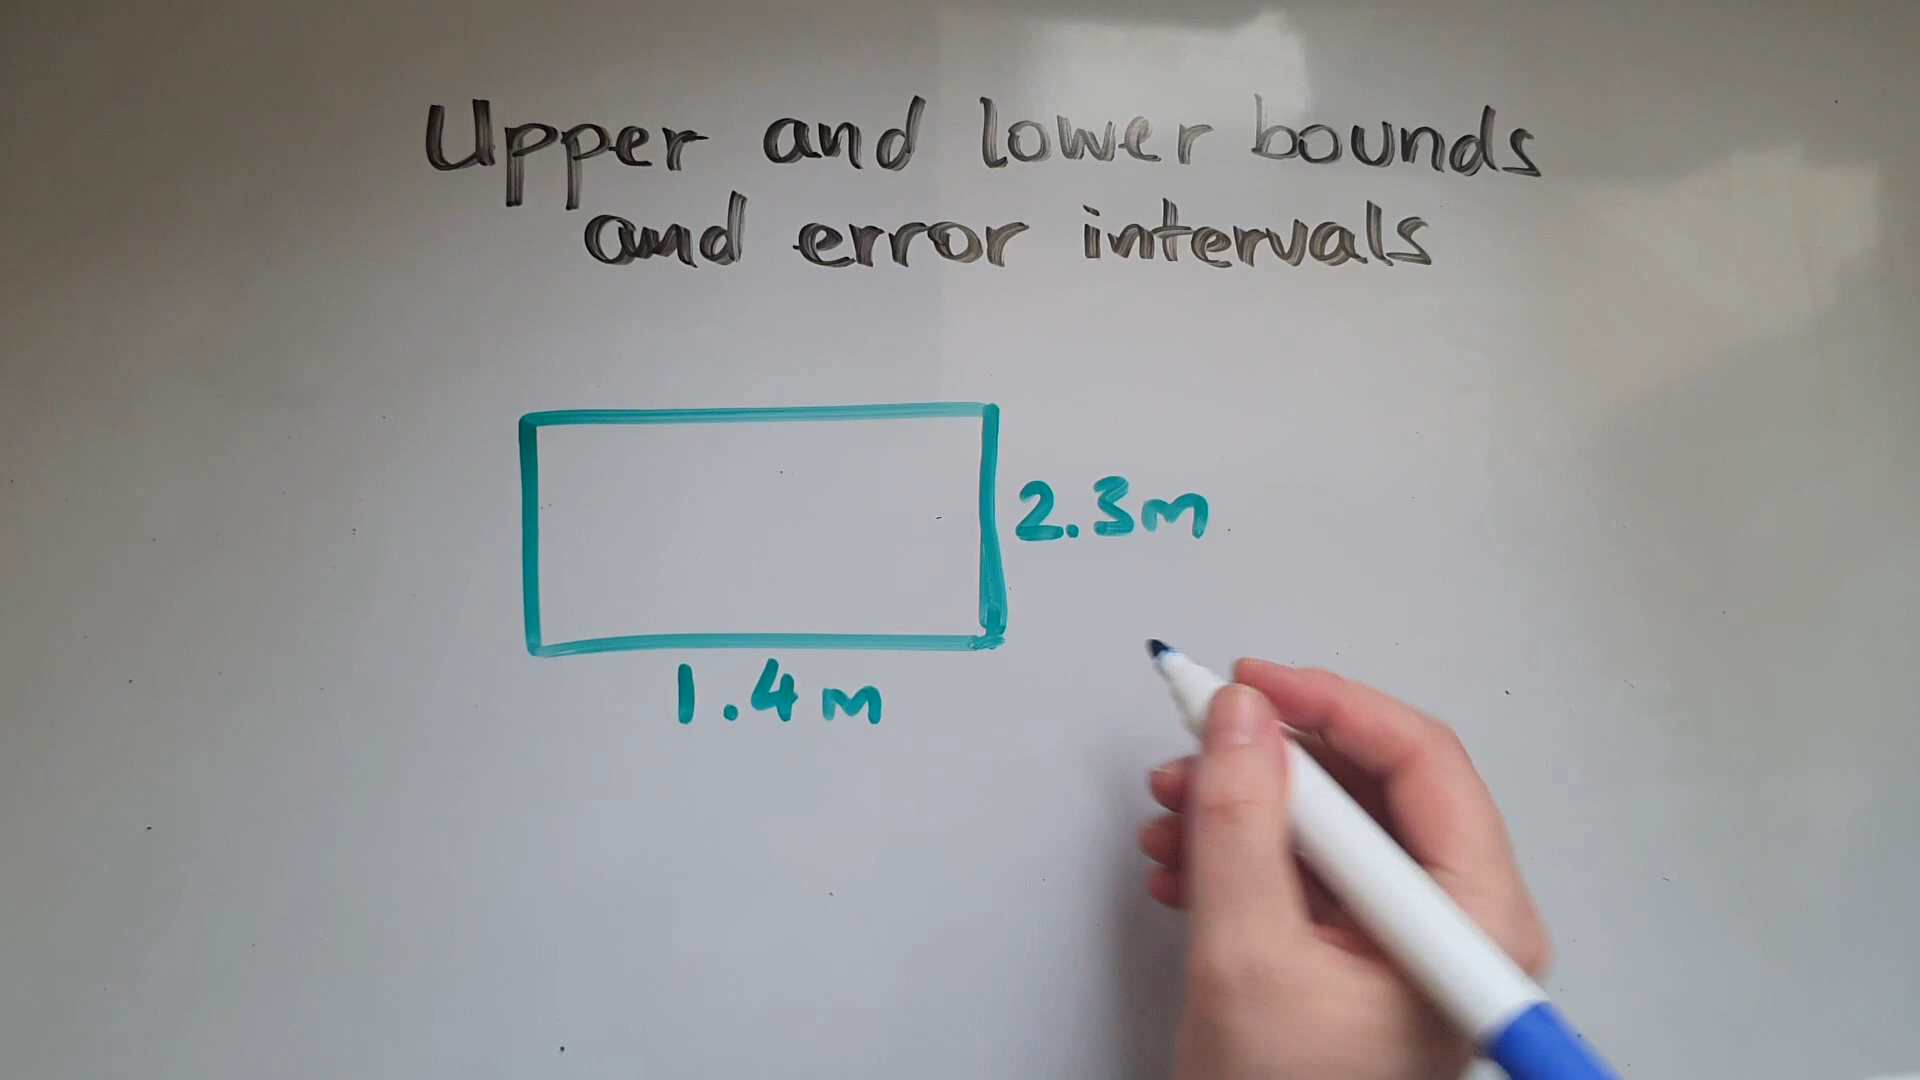 Upper and lower bounds
and error intervals
2.3m
1.4m